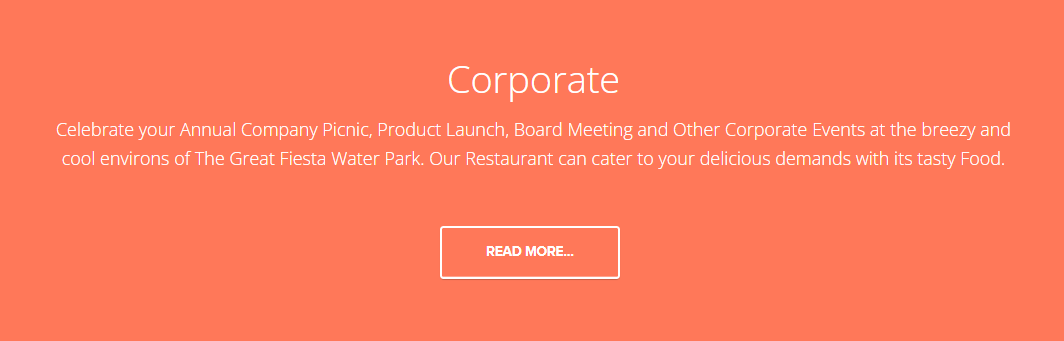 Corporate
Celebrate your Annual Company Picnic, Product Launch, Board Meeting and Other Corporate Events at the breezy and
cool environs of The Great Fiesta Water Park. Our Restaurant can cater to your delicious demands with its tasty Food.
READ MORE...